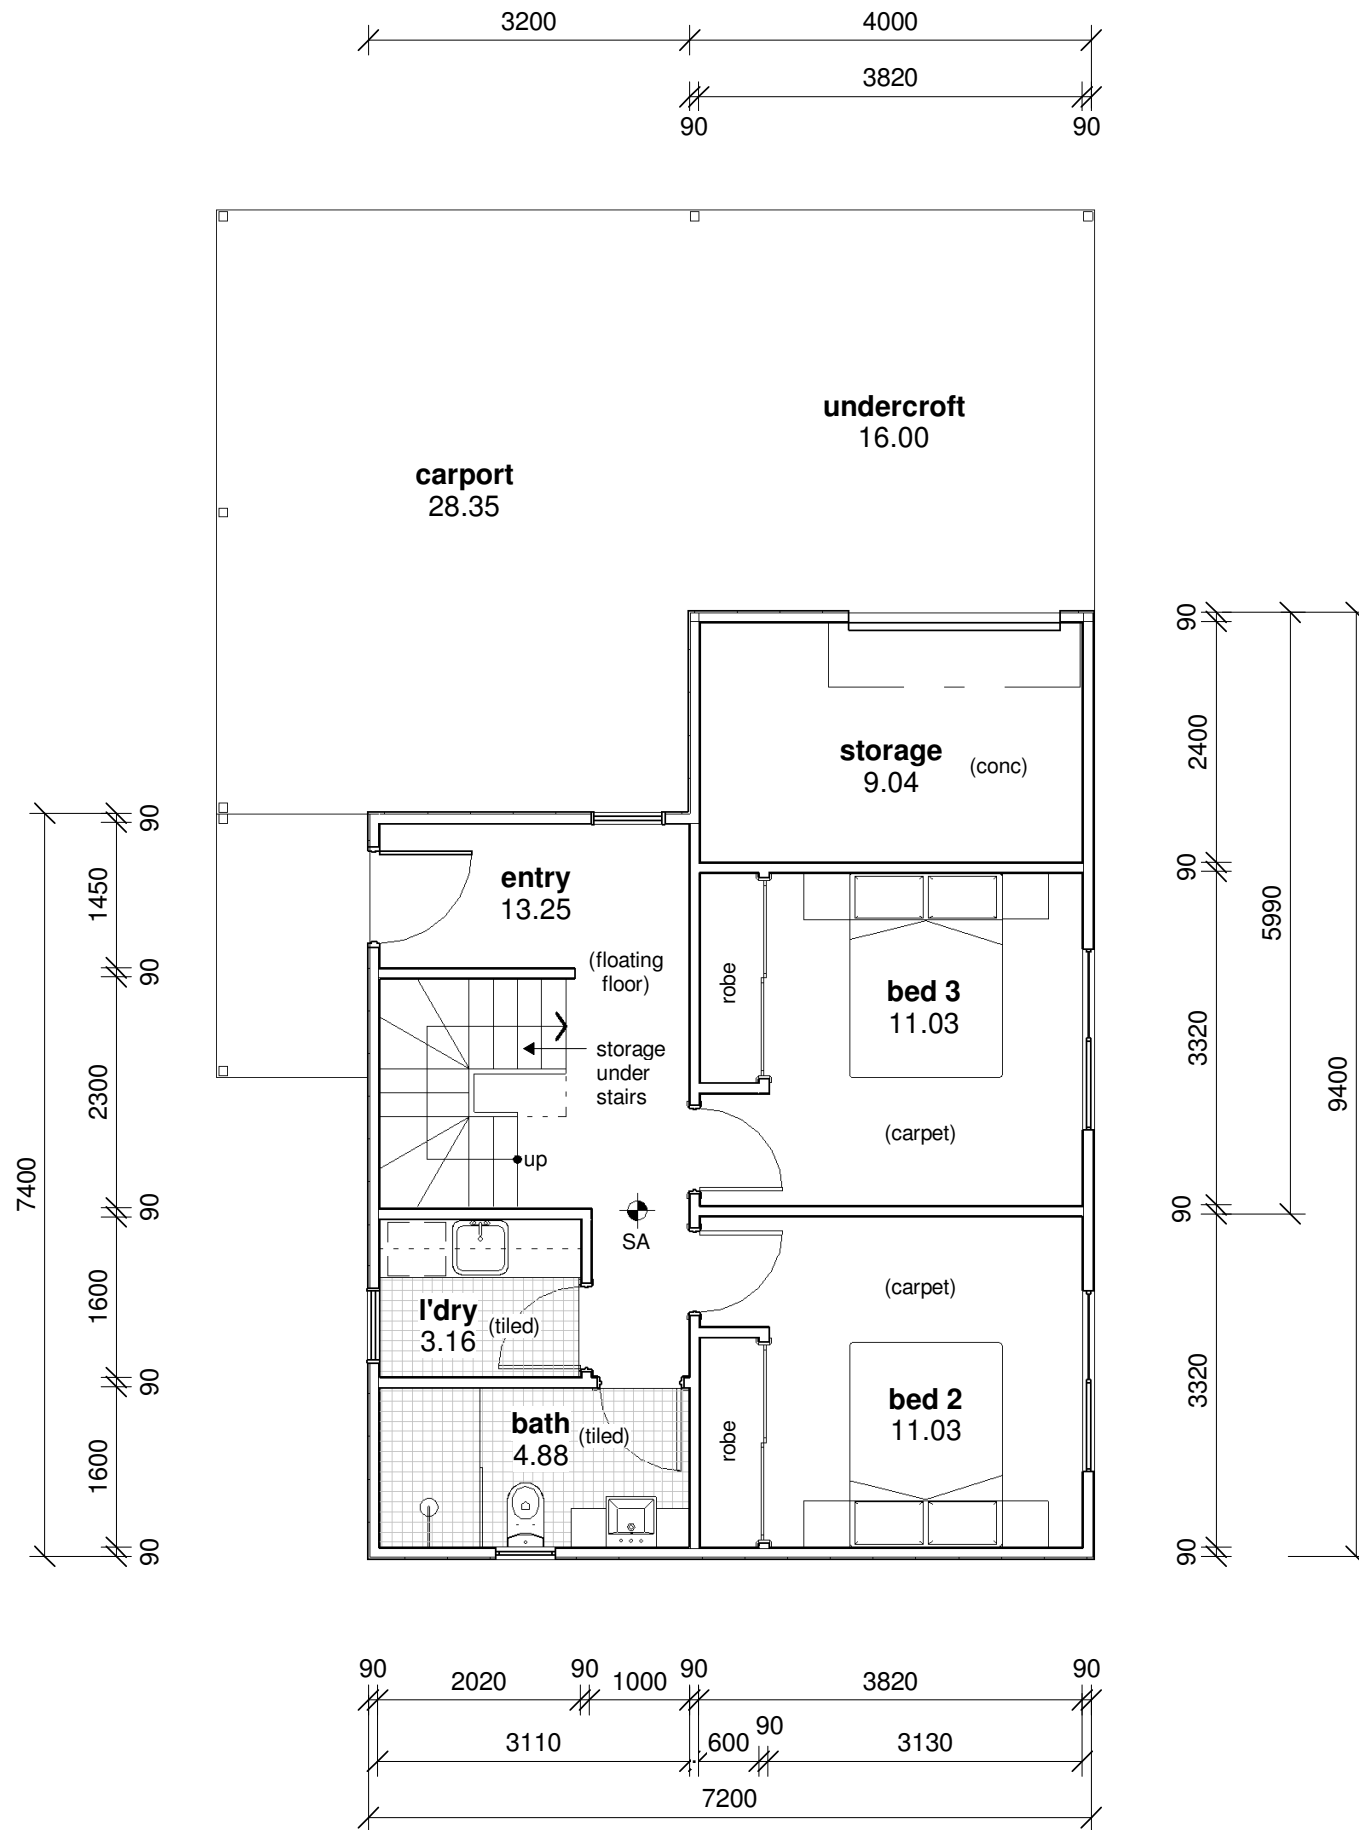 3200
4000
3820
90
90
undercroft
16.00
carport
28.35
storage
9.04
(conc)
entry
13.25
(floating
floor)
robe
bed 3
11.03
storage
under
stairs
(carpet)
up
SA
(carpet)
l'dry
3.16
(tiled)
bath
4.88
(tiled)
robe
bed 2
11.03
90
1450
90
2300
90
1600
90
1600
90
7400
90
2400
90
3320
90
3320
90
5990
9400
90
2020
90
1000
90
3820
90
3110
600
90
3130
7200